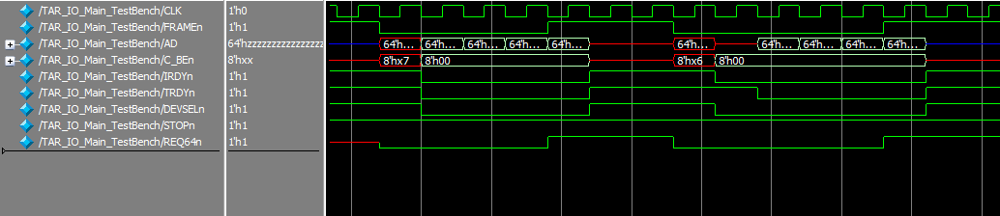 /TAR_IO_Main_TestBench/CLK 1'h0
/TAR_IO_Main_TestBench/FRAMEn 1'h1
/TAR_IO_Main_TestBench/AD 64'hzzzzzzzzzzzzzzzz 64'h... 64'h... 64'h... 64'h... 64'h... 64'h... 64'h... 64'h... 64'h... 64'h...
/TAR_IO_Main_TestBench/C_BEn 8'hxx 8'hx7 8'h00 8'hx6 8'h00
/TAR_IO_Main_TestBench/IRDYn 1'h1
/TAR_IO_Main_TestBench/TRDYn 1'h1
/TAR_IO_Main_TestBench/DEVSELn 1'h1
/TAR_IO_Main_TestBench/STOPn 1'h1
/TAR_IO_Main_TestBench/REQ64n 1'h1